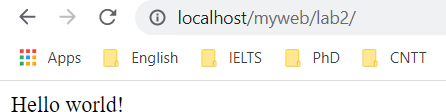 localhost/myweb/lab2/
Apps English IELTS PhD CNTT
Hello world!